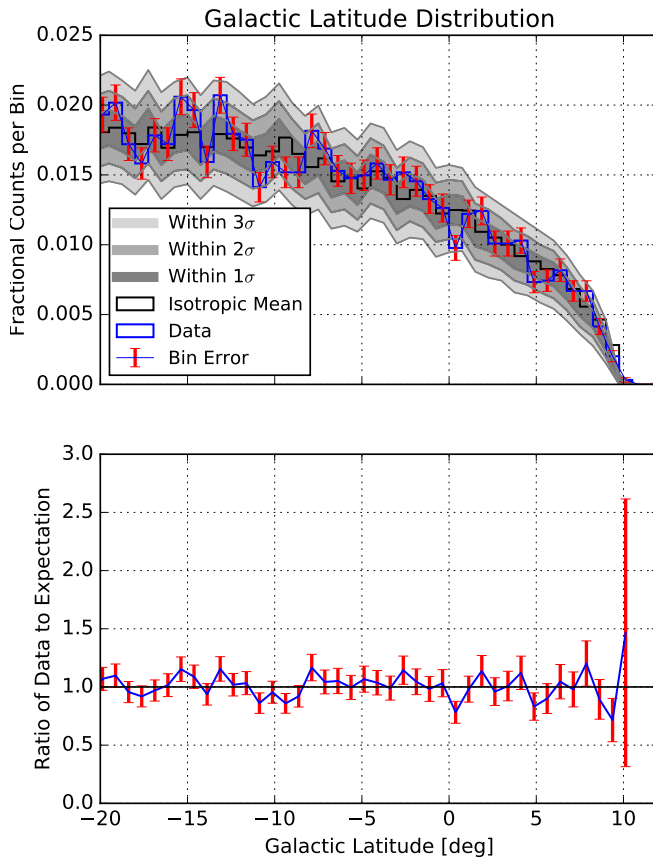 Galactic Latitude Distribution
Fractional Counts per Bin
0.025
0.020
0.015
0.010
0.005
0.000
Within 3σ
Within 2σ
Within 1σ
Isotropic Mean
Data
Bin Error
Ratio of Data to Expectation
3.0
2.5
2.0
1.5
1.0
0.5
0.0
−20 −15 −10 −5 0 5 10
Galactic Latitude [deg]